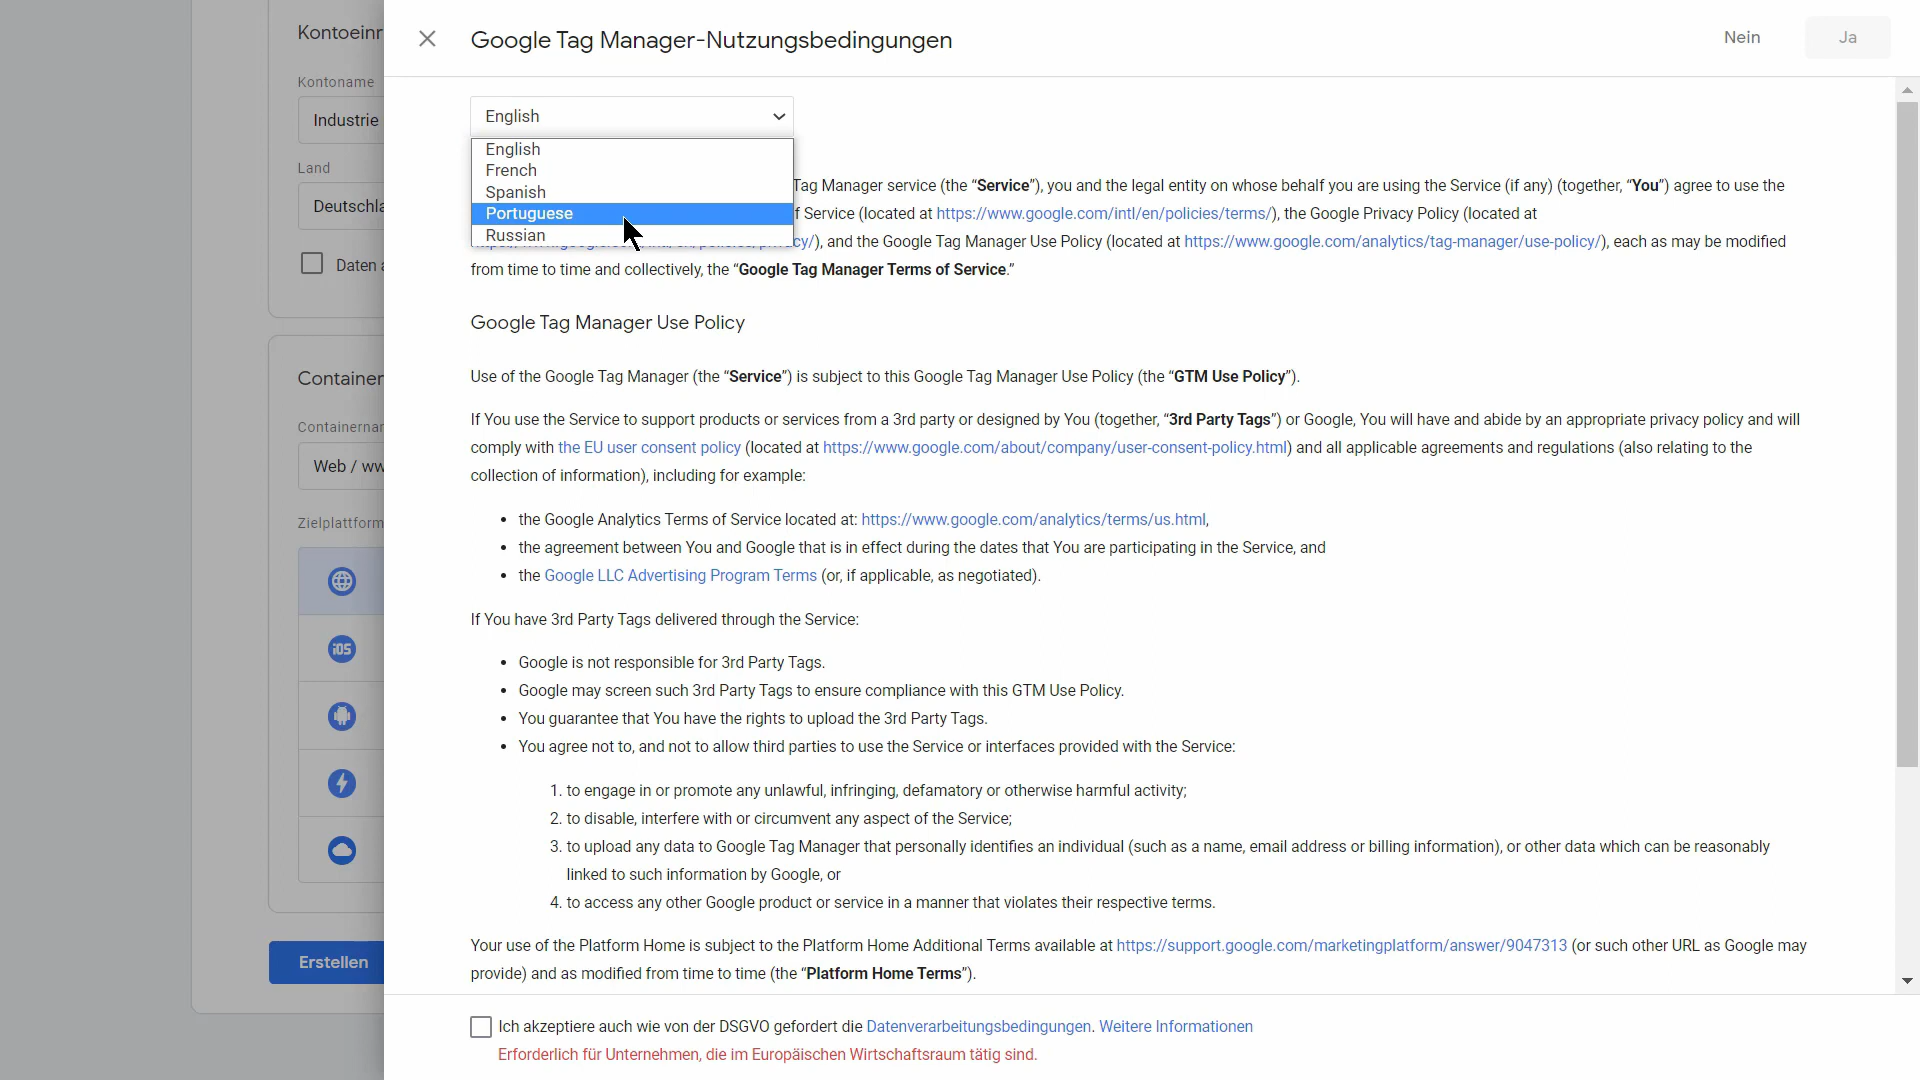 Kontoeinr
Google Tag Manager-Nutzungsbedingungen
Nein
Ja
Kontoname
Industrie
Land
Deutschla
Daten a
Container
Containernar
Web / ww
Zielplattform
iOS
Erstellen
English
English
French
Spanish
Portuguese
Russian
Tag Manager service (the “Service”), you and the legal entity on whose behalf you are using the Service (if any) (together, “You”) agree to use the
f Service (located at https://www.google.com/intl/en/policies/terms/), the Google Privacy Policy (located at
cy/), and the Google Tag Manager Use Policy (located at https://www.google.com/analytics/tag-manager/use-policy/), each as may be modified
from time to time and collectively, the “Google Tag Manager Terms of Service.”
Google Tag Manager Use Policy
Use of the Google Tag Manager (the “Service”) is subject to this Google Tag Manager Use Policy (the “GTM Use Policy”).
If You use the Service to support products or services from a 3rd party or designed by You (together, “3rd Party Tags”) or Google, You will have and abide by an appropriate privacy policy and will
comply with the EU user consent policy (located at https://www.google.com/about/company/user-consent-policy.html) and all applicable agreements and regulations (also relating to the
collection of information), including for example:
• the Google Analytics Terms of Service located at: https://www.google.com/analytics/terms/us.html,
• the agreement between You and Google that is in effect during the dates that You are participating in the Service, and
• the Google LLC Advertising Program Terms (or, if applicable, as negotiated).
If You have 3rd Party Tags delivered through the Service:
• Google is not responsible for 3rd Party Tags.
• Google may screen such 3rd Party Tags to ensure compliance with this GTM Use Policy.
• You guarantee that You have the rights to upload the 3rd Party Tags.
• You agree not to, and not to allow third parties to use the Service or interfaces provided with the Service:
1. to engage in or promote any unlawful, infringing, defamatory or otherwise harmful activity;
2. to disable, interfere with or circumvent any aspect of the Service;
3. to upload any data to Google Tag Manager that personally identifies an individual (such as a name, email address or billing information), or other data which can be reasonably
linked to such information by Google, or
4. to access any other Google product or service in a manner that violates their respective terms.
Your use of the Platform Home is subject to the Platform Home Additional Terms available at https://support.google.com/marketingplatform/answer/9047313 (or such other URL as Google may
provide) and as modified from time to time (the “Platform Home Terms”).
Ich akzeptiere auch wie von der DSGVO gefordert die Datenverarbeitungsbedingungen. Weitere Informationen
Erforderlich für Unternehmen, die im Europäischen Wirtschaftsraum tätig sind.